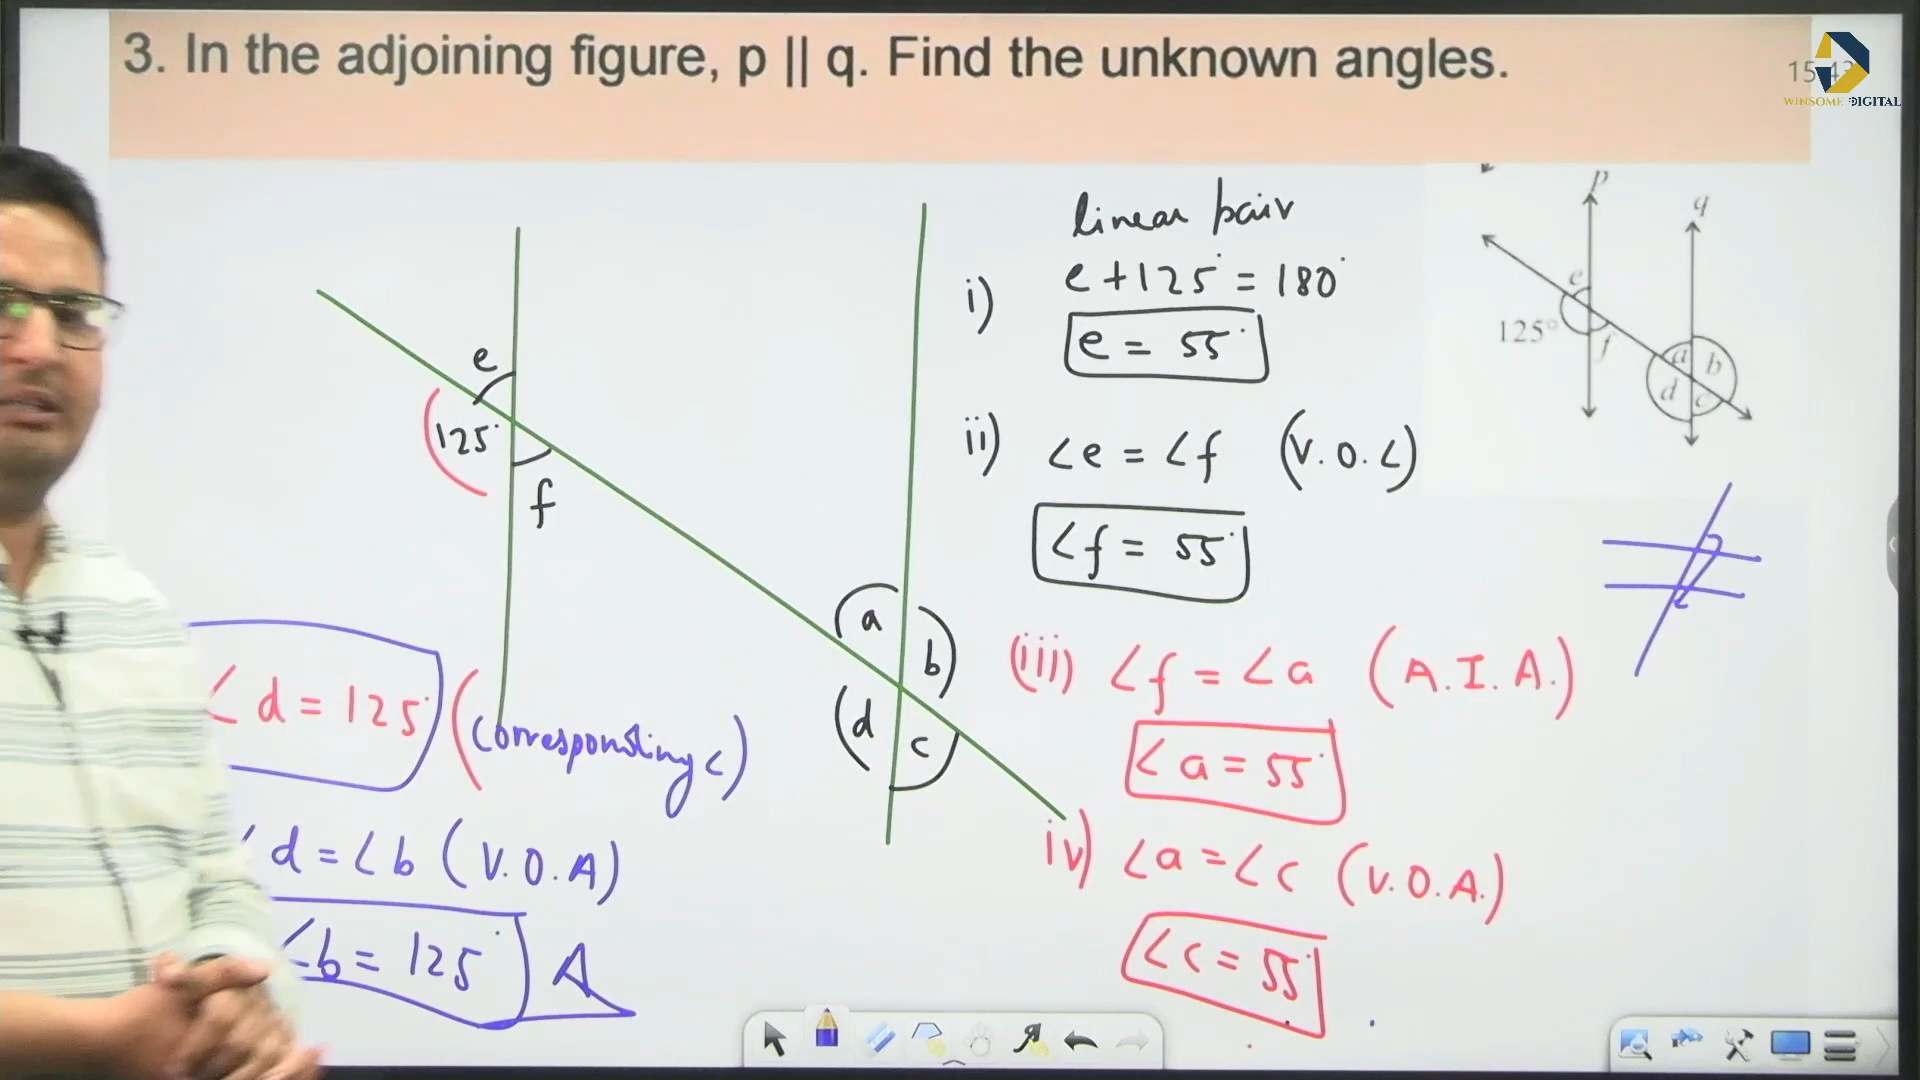 3. In the adjoining figure, p || q. Find the unknown angles.
WINSOME DIGITAL
linear pair
i) e + 125° = 180°
e = 55°
ii) ∠e = ∠f (V.O.∠)
∠f = 55°
(iii) ∠f = ∠a (A.I.A.)
∠a = 55°
iv) ∠a = ∠c (V.O.A.)
∠c = 55°
e
125°
f
a
b
d
c
∠d = 125° (Corresponding ∠)
∠d = ∠b (V.O.A)
∠b = 125° A
p
q
e
125°
f
a
b
d
c